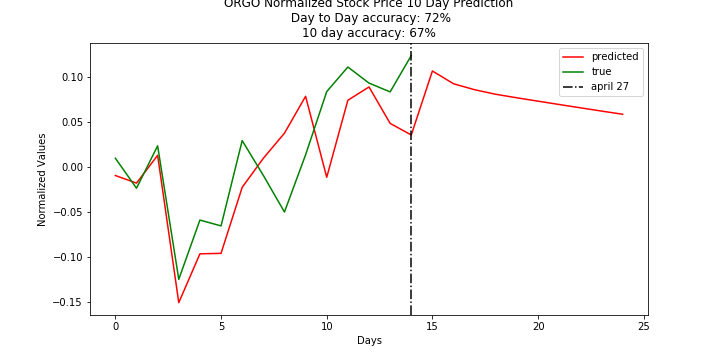 ORGO Normalized Stock Price 10 Day Prediction
Day to Day accuracy: 72%
10 day accuracy: 67%
predicted
true
april 27
0.10
0.05
0.00
−0.05
−0.10
−0.15
Normalized Values
0 5 10 15 20 25
Days